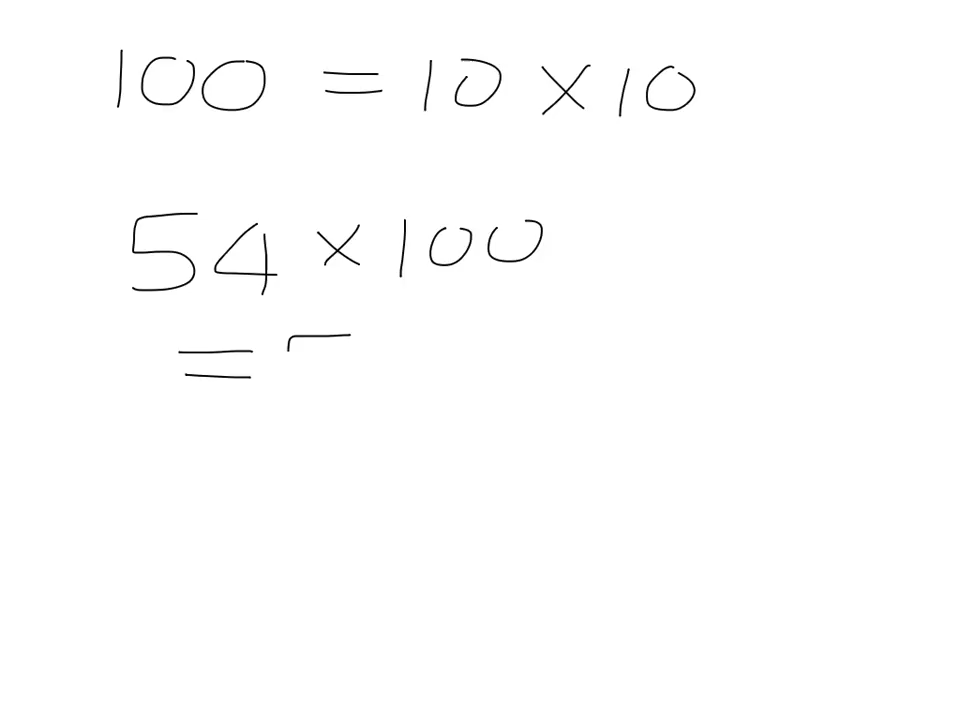 100 = 10 × 10
54 × 100
=